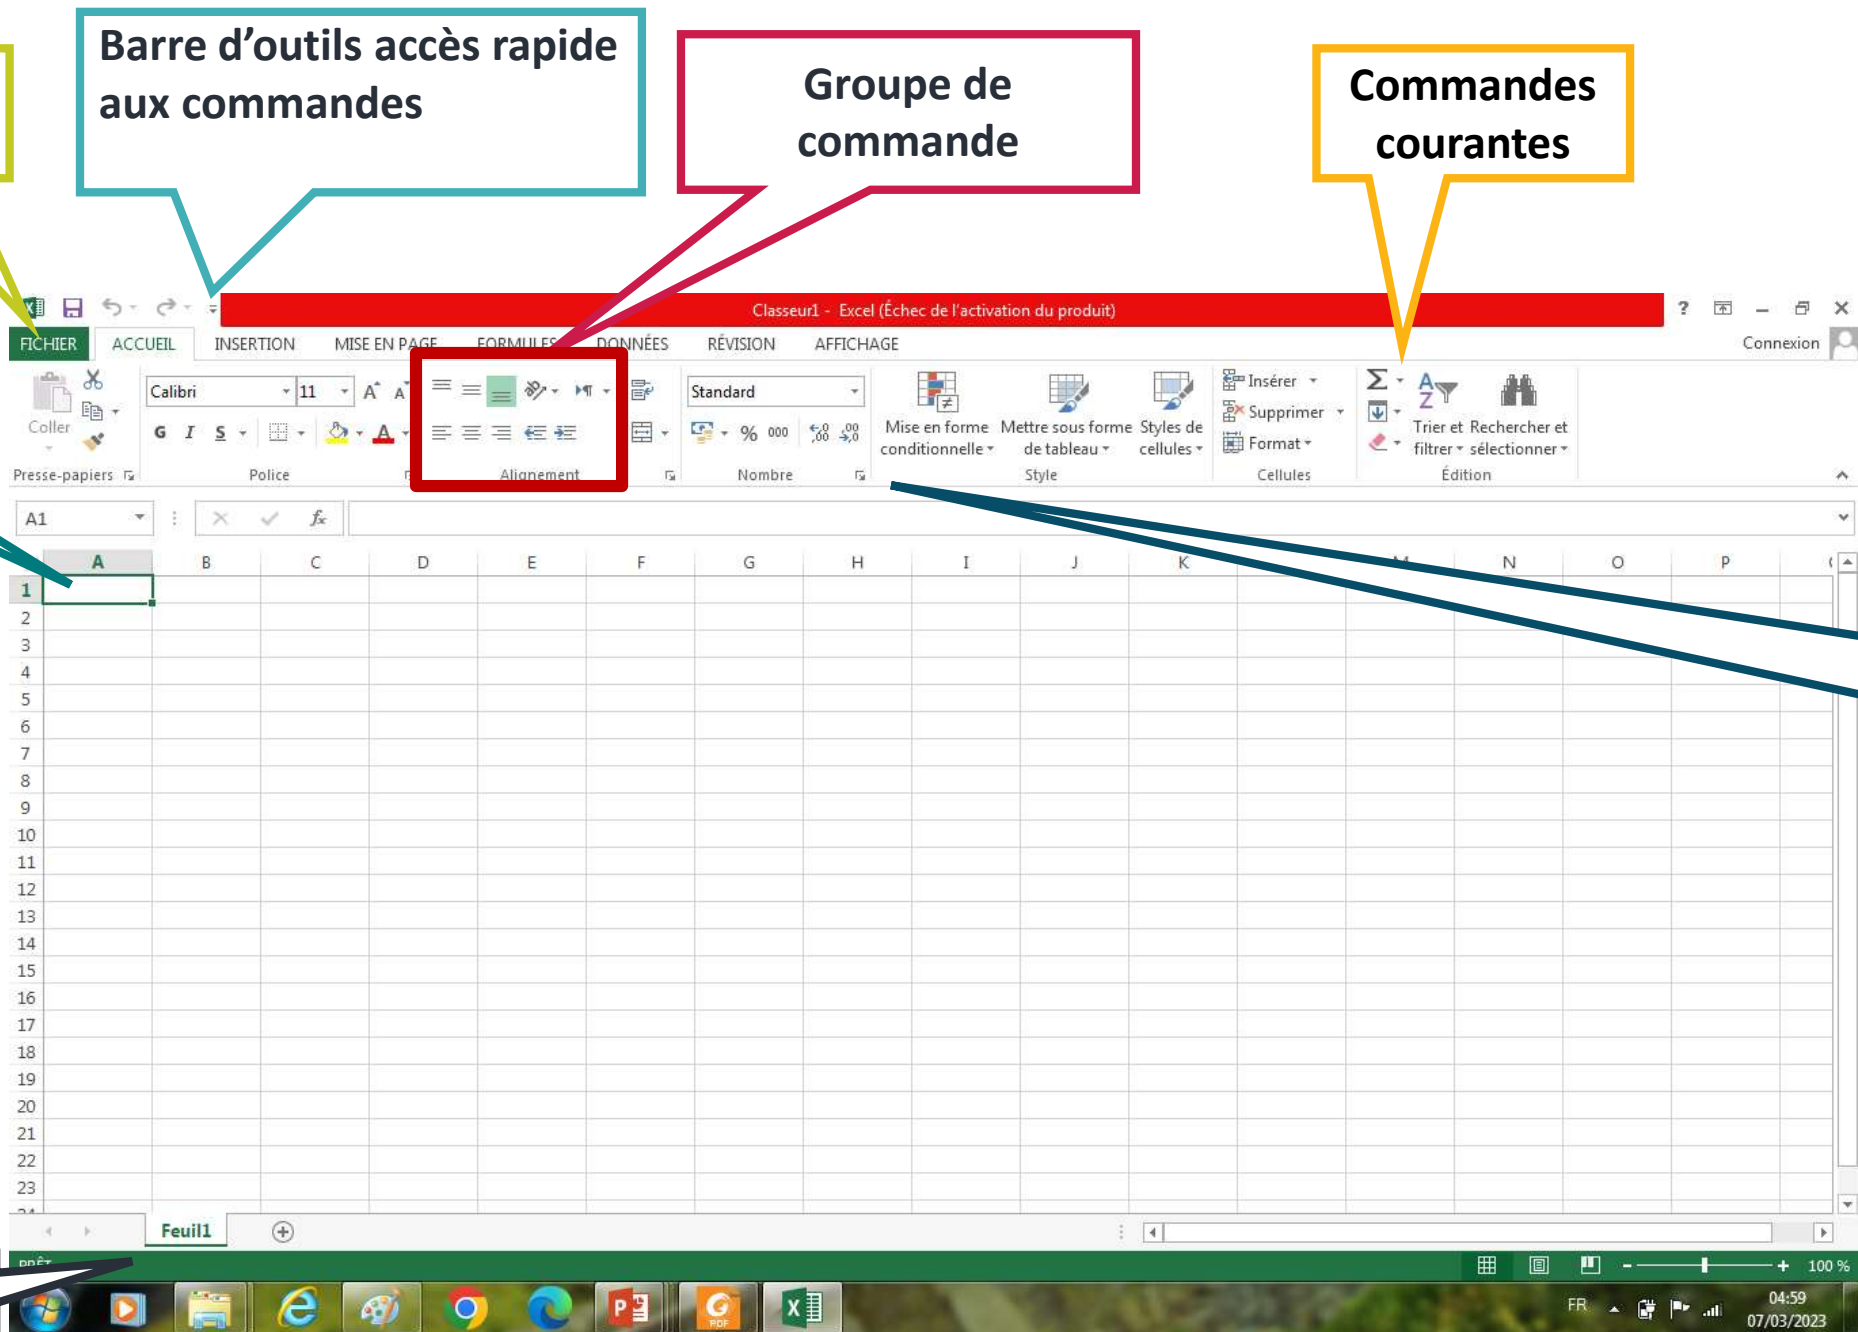 Barre d’outils accès rapide
aux commandes
Groupe de
commande
Commandes
courantes
Classeur1 - Excel (Échec de l'activation du produit)
?
FICHIER ACCUEIL INSERTION MISE EN PAGE FORMULES DONNÉES RÉVISION AFFICHAGE
Connexion
Calibri 11 A A
Standard
Insérer
Supprimer
Format
Coller
G I S A
% 000
Mise en forme
conditionnelle
Mettre sous forme
de tableau
Styles de
cellules
Σ
Trier et
filtrer
Rechercher et
sélectionner
Presse-papiers Police Alignement Nombre Style Cellules Édition
A1 fx
A B C D E F G H I J K M N O P
1
2
3
4
5
6
7
8
9
10
11
12
13
14
15
16
17
18
19
20
21
22
23
24
Feuil1
PRÊT
100 %
FR
04:59
07/03/2023